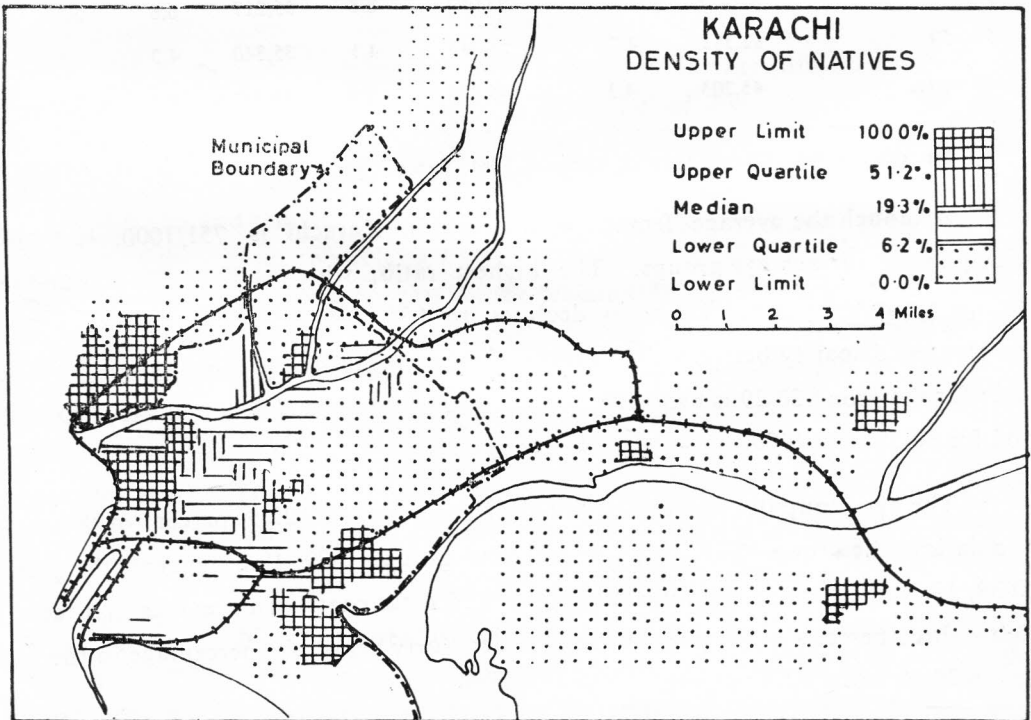 KARACHI
DENSITY OF NATIVES
Municipal
Boundary
Upper Limit 100.0%
Upper Quartile 51.2%
Median 19.3%
Lower Quartile 6.2%
Lower Limit 0.0%
0 1 2 3 4 Miles